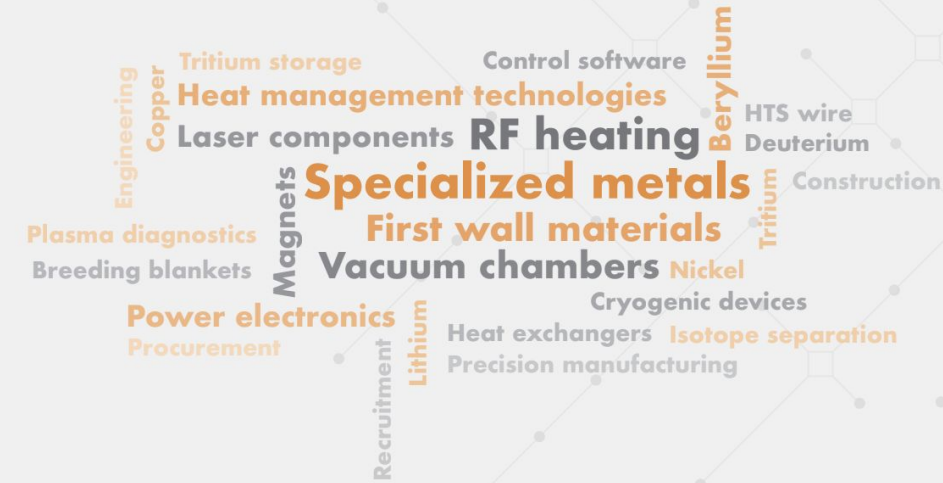 Tritium storage
Control software
Beryllium
Engineering
Copper
Heat management technologies
HTS wire
Laser components
RF heating
Deuterium
Magnets
Specialized metals
Tritium
Construction
First wall materials
Plasma diagnostics
Breeding blankets
Vacuum chambers
Nickel
Cryogenic devices
Power electronics
Lithium
Heat exchangers
Isotope separation
Procurement
Recruitment
Precision manufacturing